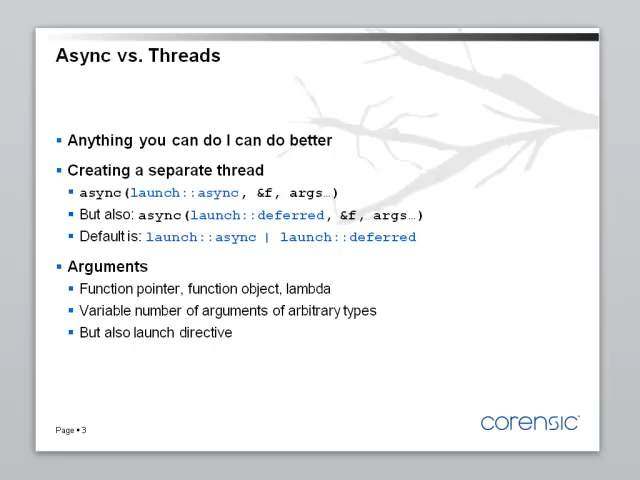 Async vs. Threads
Anything you can do I can do better
Creating a separate thread
async(launch::async, &f, args…)
But also: async(launch::deferred, &f, args…)
Default is: launch::async | launch::deferred
Arguments
Function pointer, function object, lambda
Variable number of arguments of arbitrary types
But also launch directive
Page ▪ 3
corensic